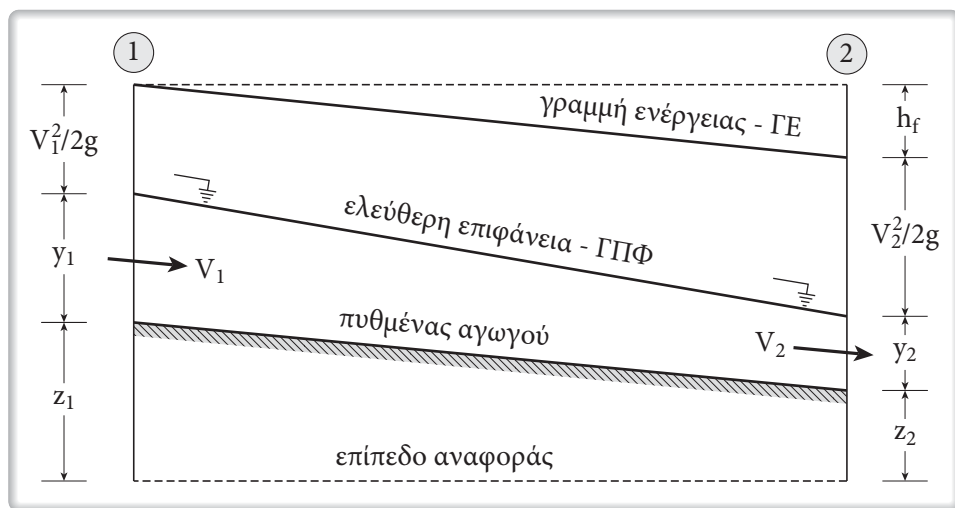 1
2
γραμμή ενέργειας - ΓΕ
h_f
V₁²/2g
ελεύθερη επιφάνεια - ΓΠΦ
V₂²/2g
y₁
V₁
πυθμένας αγωγού
V₂
y₂
z₁
z₂
επίπεδο αναφοράς